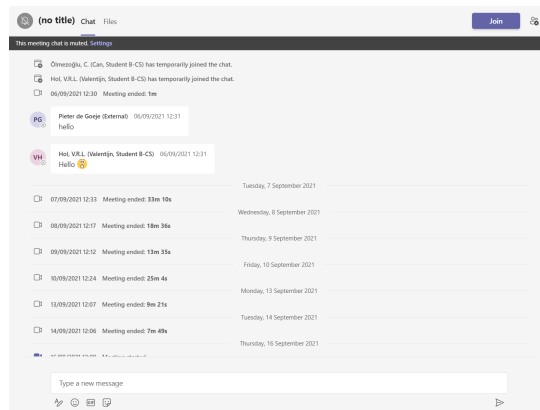 (no title) Chat Files Join
This meeting chat is muted. Settings
Ölmezoğlu, C. (Can, Student B-CS) has temporarily joined the chat.
Hol, V.R.L. (Valentijn, Student B-CS) has temporarily joined the chat.
06/09/2021 12:30 Meeting ended: 1m
PG Pieter de Goeje (External) 06/09/2021 12:31
hello
VH Hol, V.R.L. (Valentijn, Student B-CS) 06/09/2021 12:31
Hello
Tuesday, 7 September 2021
07/09/2021 12:33 Meeting ended: 33m 10s
Wednesday, 8 September 2021
08/09/2021 12:17 Meeting ended: 18m 36s
Thursday, 9 September 2021
09/09/2021 12:12 Meeting ended: 13m 35s
Friday, 10 September 2021
10/09/2021 12:24 Meeting ended: 25m 4s
Monday, 13 September 2021
13/09/2021 12:07 Meeting ended: 9m 21s
Tuesday, 14 September 2021
14/09/2021 12:06 Meeting ended: 7m 49s
Thursday, 16 September 2021
Type a new message